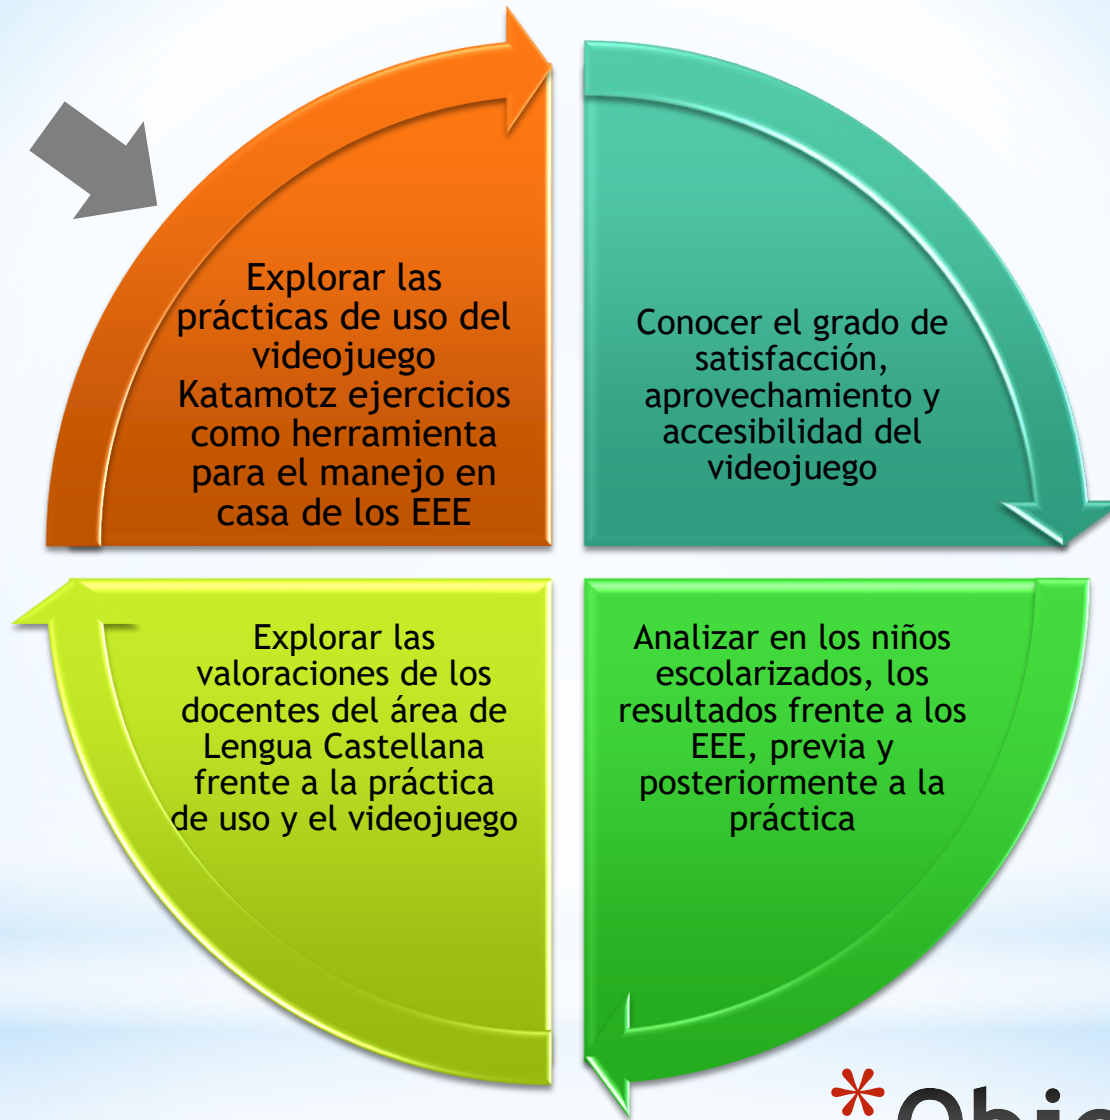 Explorar las
prácticas de uso del
videojuego
Katamotz ejercicios
como herramienta
para el manejo en
casa de los EEE
Conocer el grado de
satisfacción,
aprovechamiento y
accesibilidad del
videojuego
Explorar las
valoraciones de los
docentes del área de
Lengua Castellana
frente a la práctica
de uso y el videojuego
Analizar en los niños
escolarizados, los
resultados frente a los
EEE, previa y
posteriormente a la
práctica